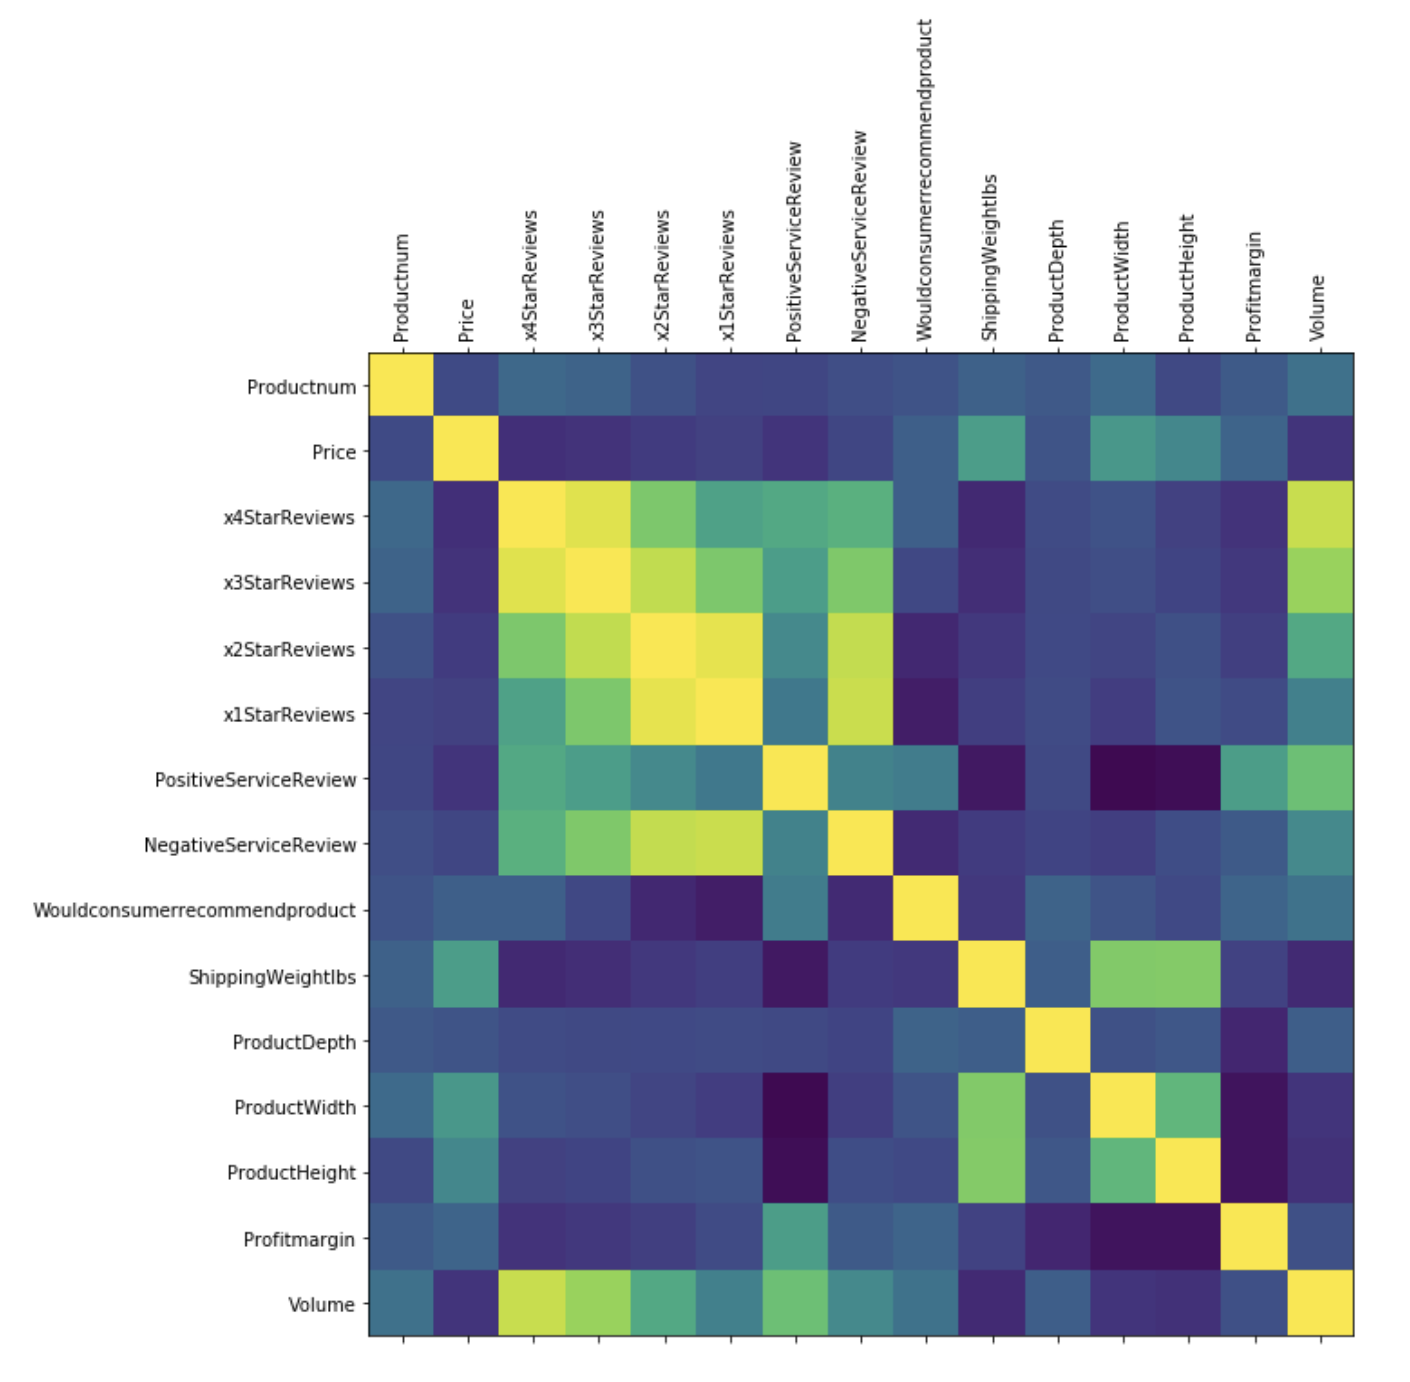 Productnum
Price
x4StarReviews
x3StarReviews
x2StarReviews
x1StarReviews
PositiveServiceReview
NegativeServiceReview
Wouldconsumerrecommendproduct
ShippingWeightlbs
ProductDepth
ProductWidth
ProductHeight
Profitmargin
Volume
Productnum
Price
x4StarReviews
x3StarReviews
x2StarReviews
x1StarReviews
PositiveServiceReview
NegativeServiceReview
Wouldconsumerrecommendproduct
ShippingWeightlbs
ProductDepth
ProductWidth
ProductHeight
Profitmargin
Volume